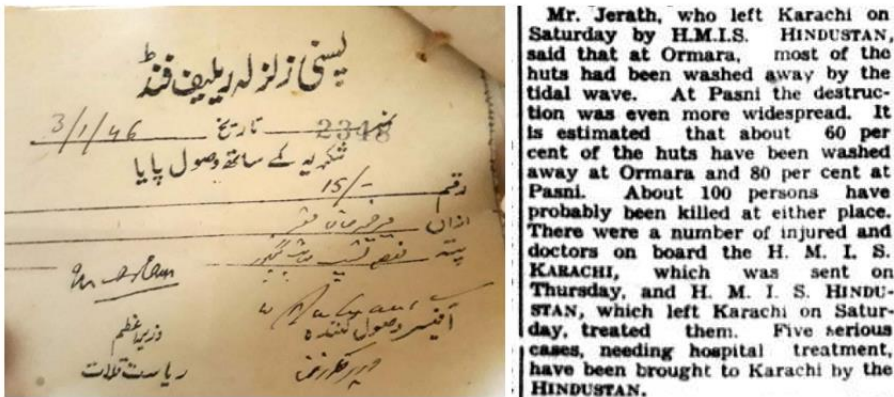 پسنی زلزلہ ریلیف فنڈ
نمبر 2348 تاریخ 3/1/46
شکریہ کے ساتھ وصول پایا
رقم 15/-
ازاں
پتہ
آفیسر وصول کنندہ
وزیراعظم
ریاست قلات
Mr. Jerath, who left Karachi on
Saturday by H.M.I.S. HINDUSTAN,
said that at Ormara, most of the
huts had been washed away by the
tidal wave. At Pasni the destruc-
tion was even more widespread. It
is estimated that about 60 per
cent of the huts have been washed
away at Ormara and 80 per cent at
Pasni. About 100 persons have
probably been killed at either place.
There were a number of injured and
doctors on board the H. M. I. S.
KARACHI, which was sent on
Thursday, and H. M. I. S. HINDU-
STAN, which left Karachi on Satur-
day, treated them. Five serious
cases, needing hospital treatment,
have been brought to Karachi by the
HINDUSTAN.